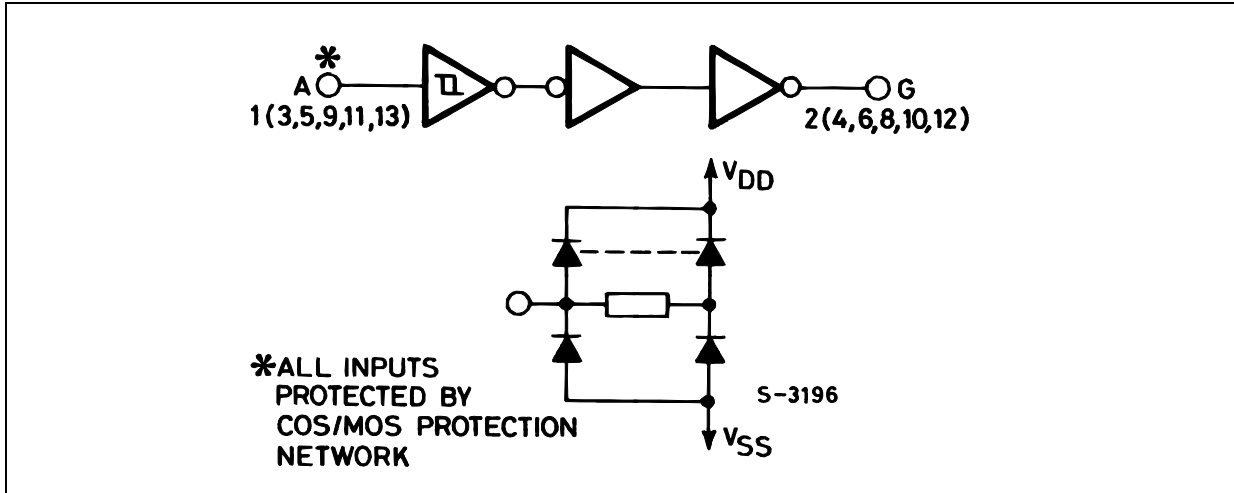 *
A G
1(3,5,9,11,13) 2(4,6,8,10,12)
VDD
*ALL INPUTS
PROTECTED BY
COS/MOS PROTECTION
NETWORK
S-3196
VSS